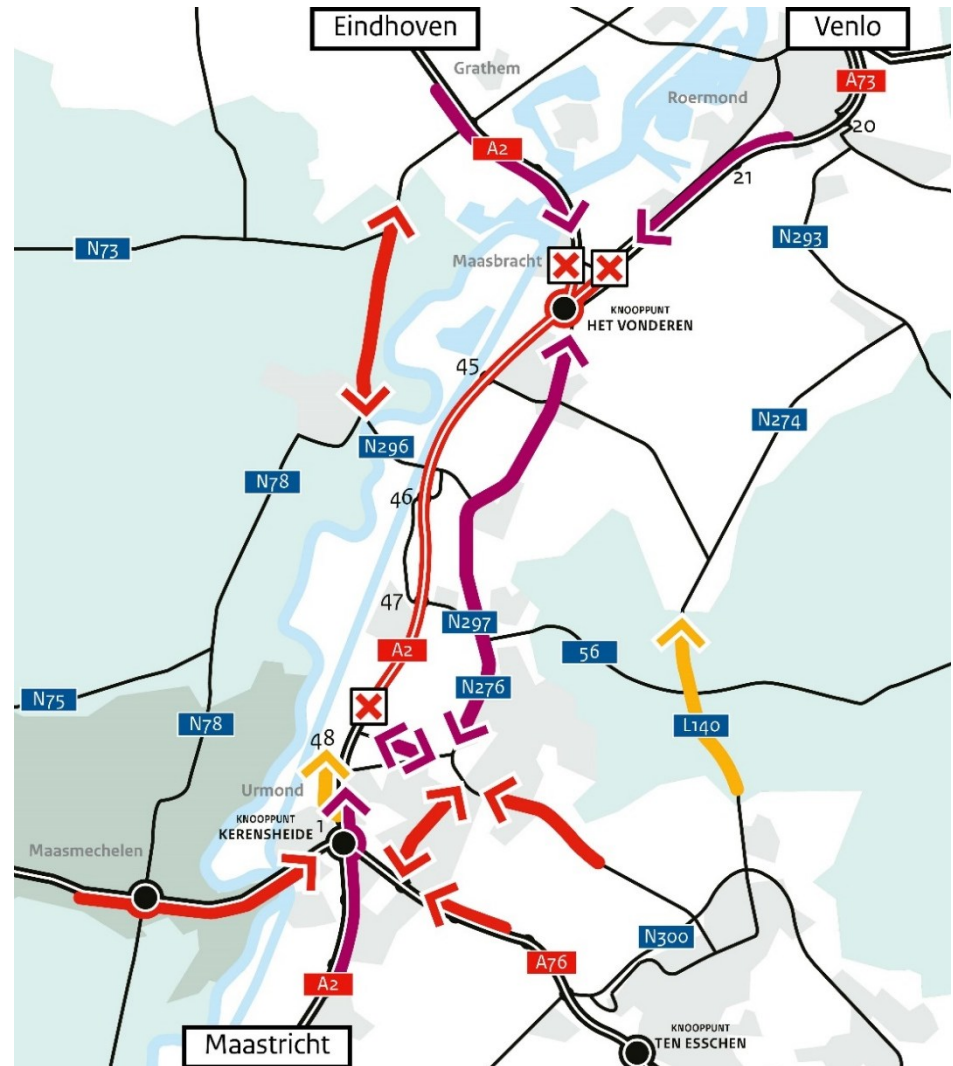 Eindhoven
Venlo
Grathem
A73
Roermond
20
A2
21
N73
N293
Maasbracht
KNOOPPUNT
HET VONDEREN
45
N274
N296
N78
46
47
N297
A2
56
N276
N75
N78
L140
48
Urmond
KNOOPPUNT
KERENSHEIDE
1
Maasmechelen
N300
A76
A2
KNOOPPUNT
TEN ESSCHEN
Maastricht